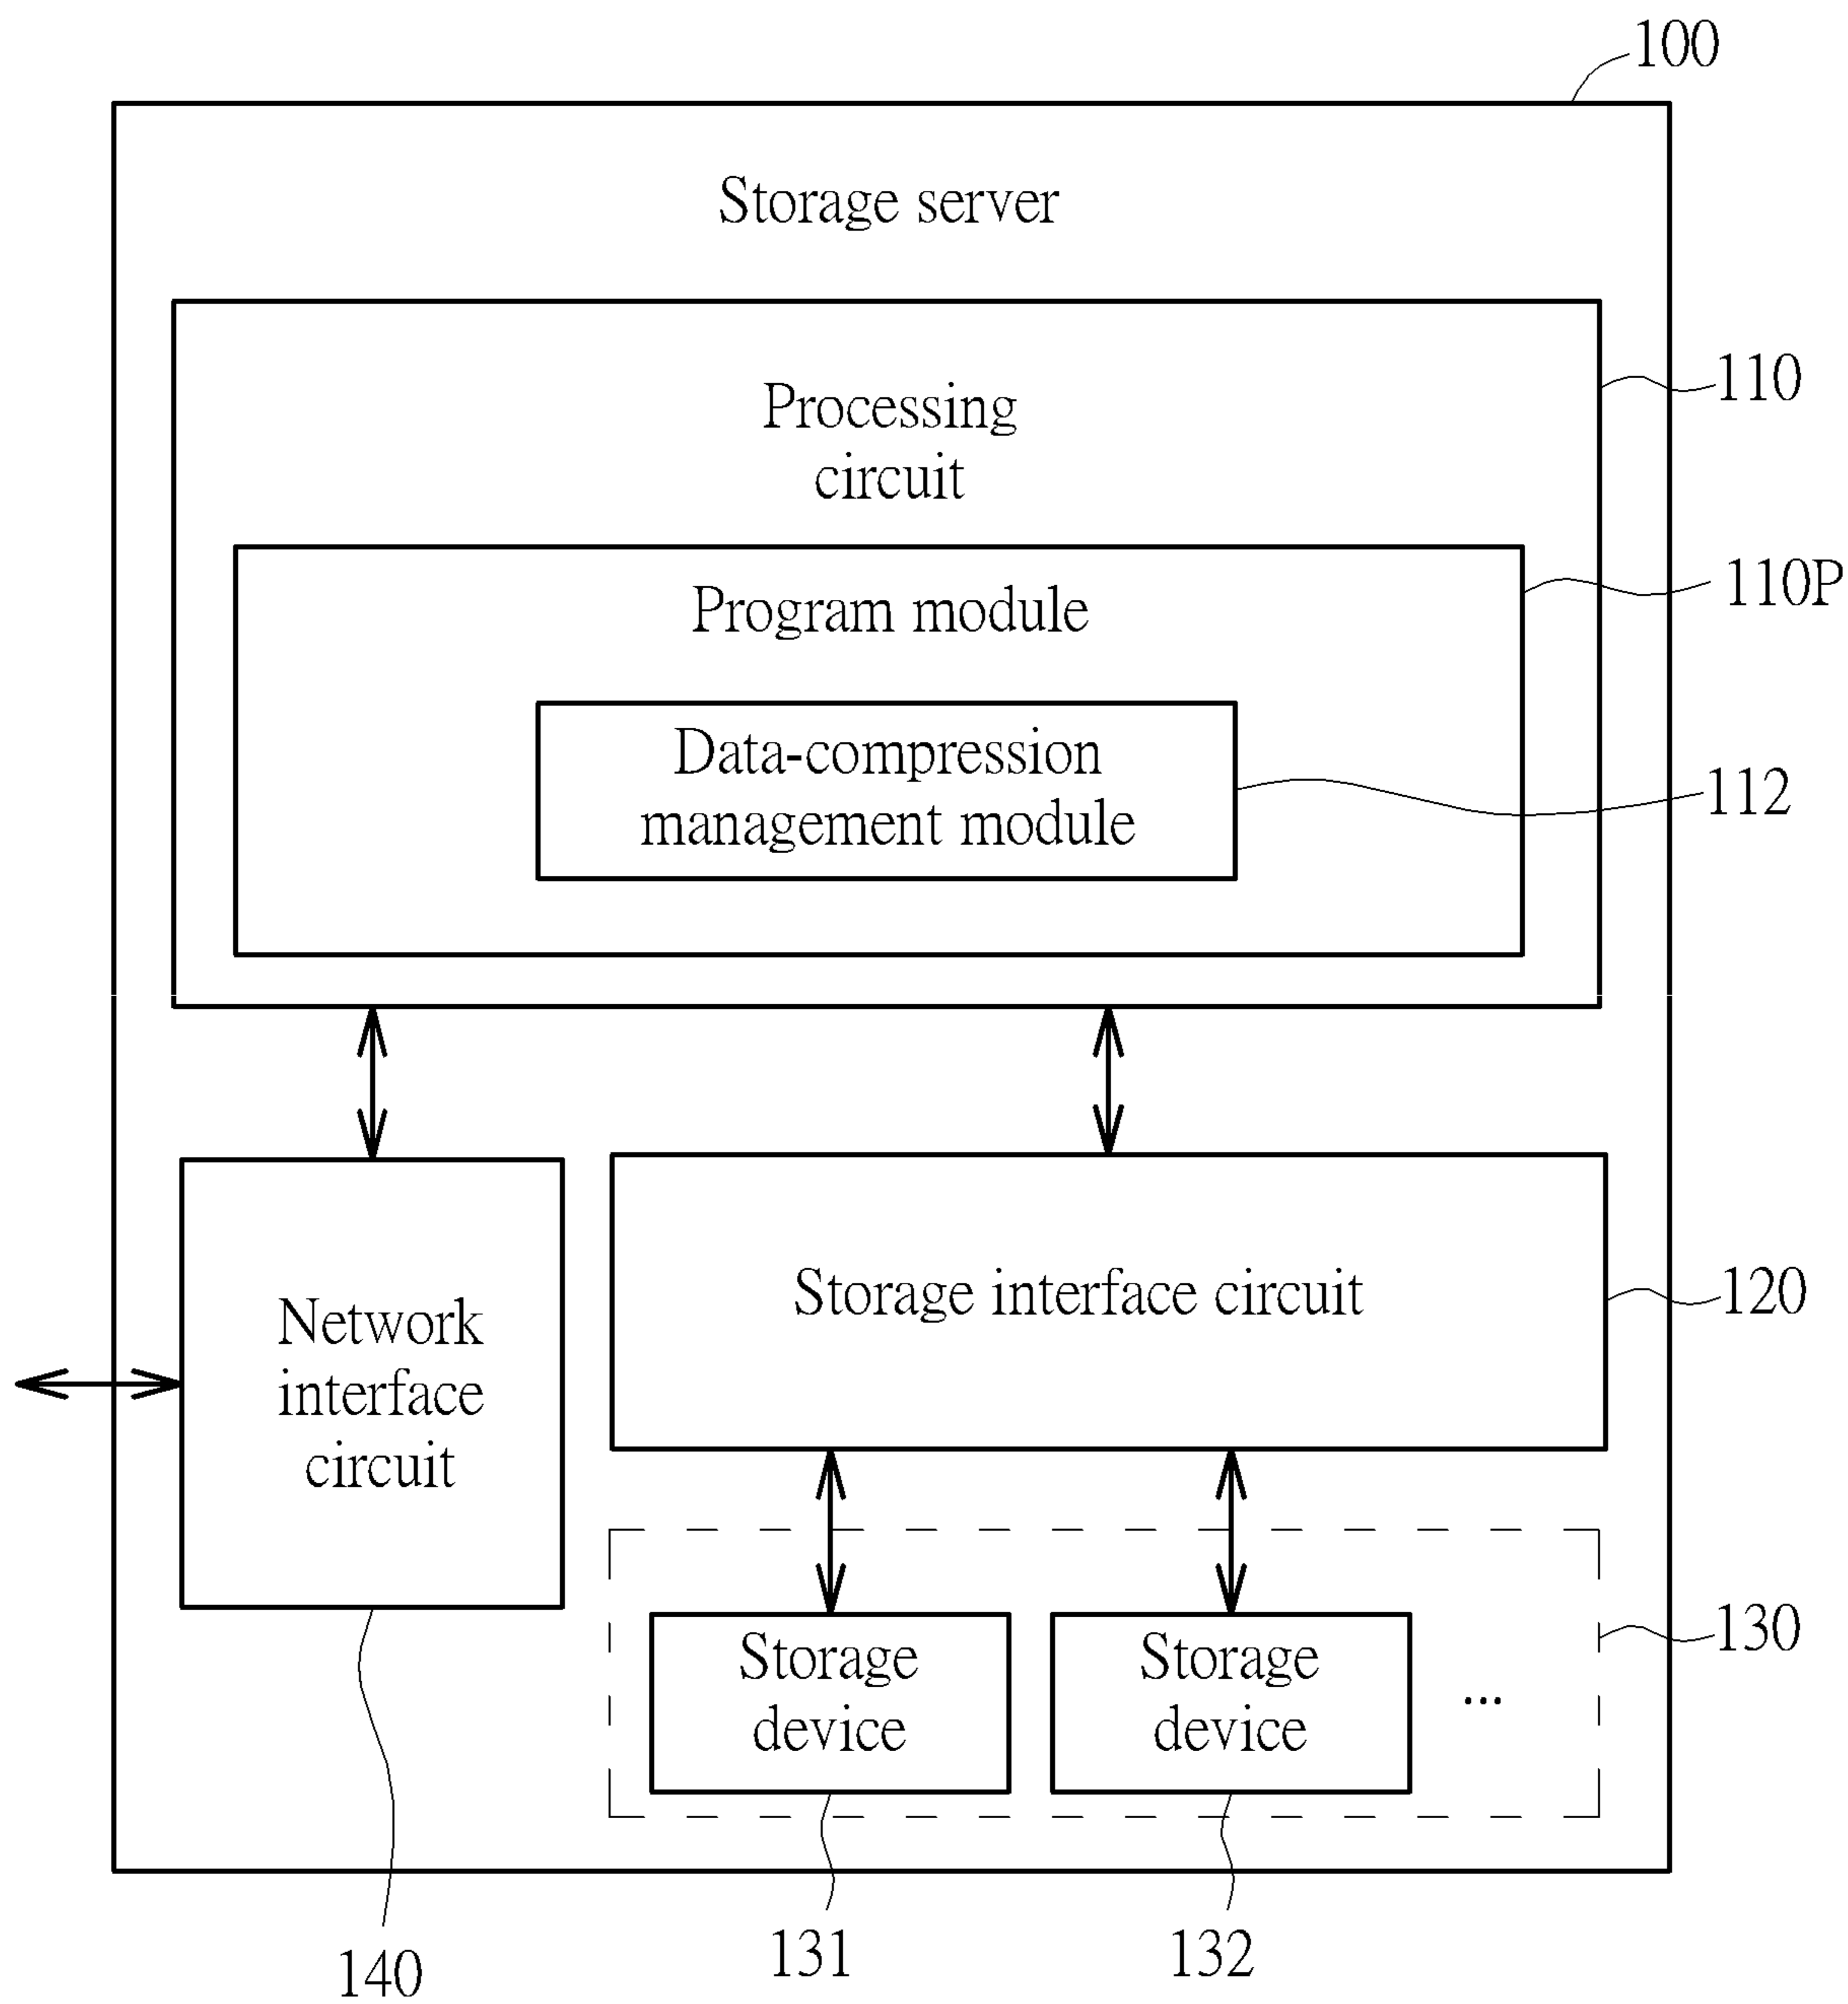 100
Storage server
110
Processing
circuit
110P
Program module
Data-compression
management module
112
Storage interface circuit
120
Network
interface
circuit
130
Storage
device
Storage
device
...
140
131
132